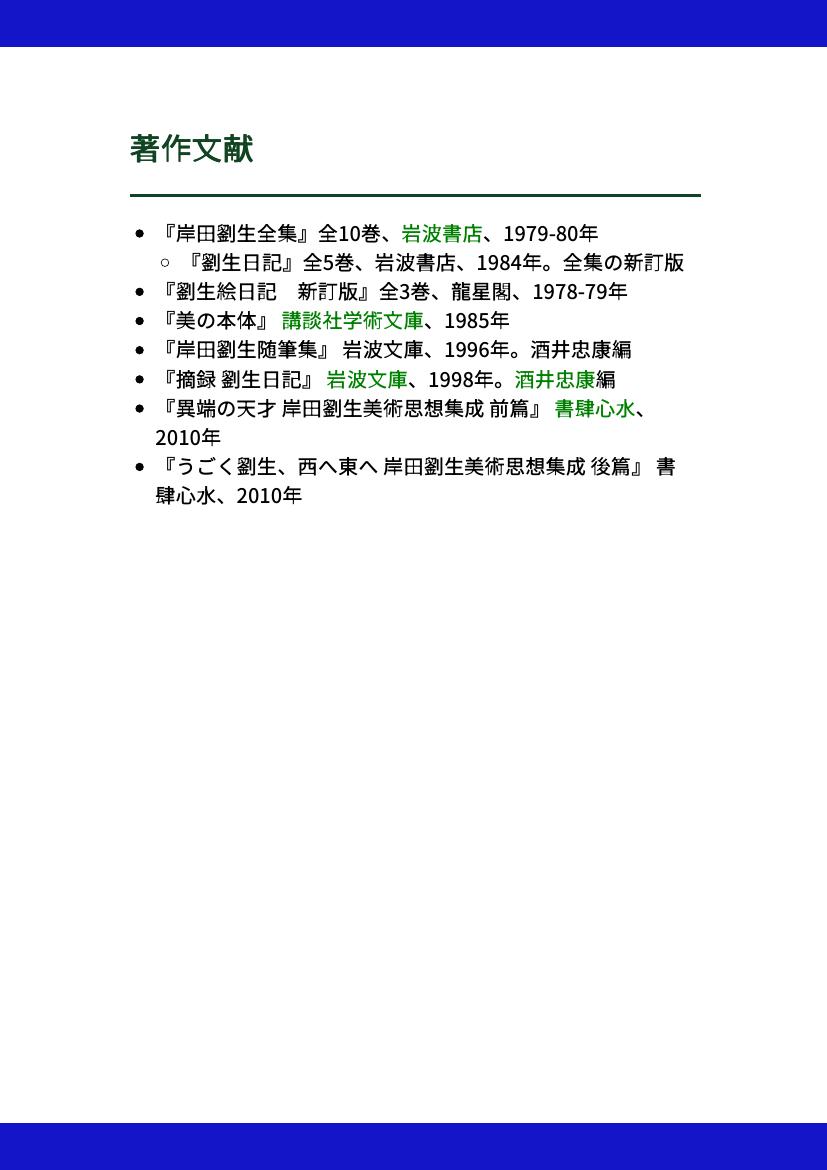 著作文献
『岸田劉生全集』全10巻、岩波書店、1979-80年
『劉生日記』全5巻、岩波書店、1984年。全集の新訂版
『劉生絵日記　新訂版』全3巻、龍星閣、1978-79年
『美の本体』 講談社学術文庫、1985年
『岸田劉生随筆集』 岩波文庫、1996年。酒井忠康編
『摘録 劉生日記』 岩波文庫、1998年。酒井忠康編
『異端の天才 岸田劉生美術思想集成 前篇』 書肆心水、
2010年
『うごく劉生、西へ東へ 岸田劉生美術思想集成 後篇』 書
肆心水、2010年